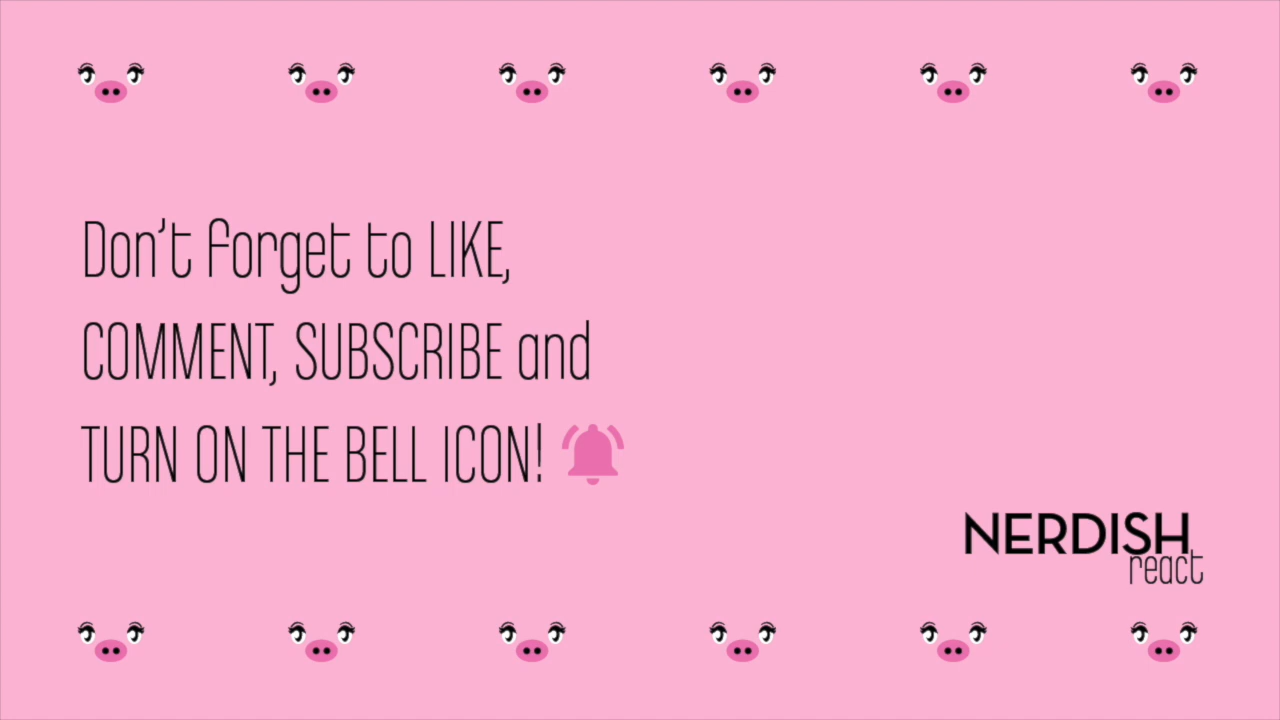 Don't forget to LIKE,
COMMENT, SUBSCRIBE and
TURN ON THE BELL ICON!
NERDISH
react